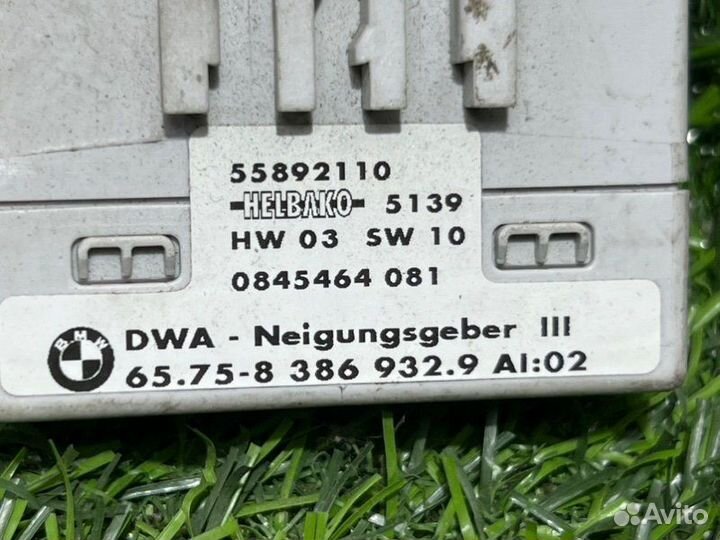 55892110
HELBAKO 5139
HW 03 SW 10
0845464 081
BMW
DWA - Neigungsgeber III
65.75-8 386 932.9 AI:02
Avito